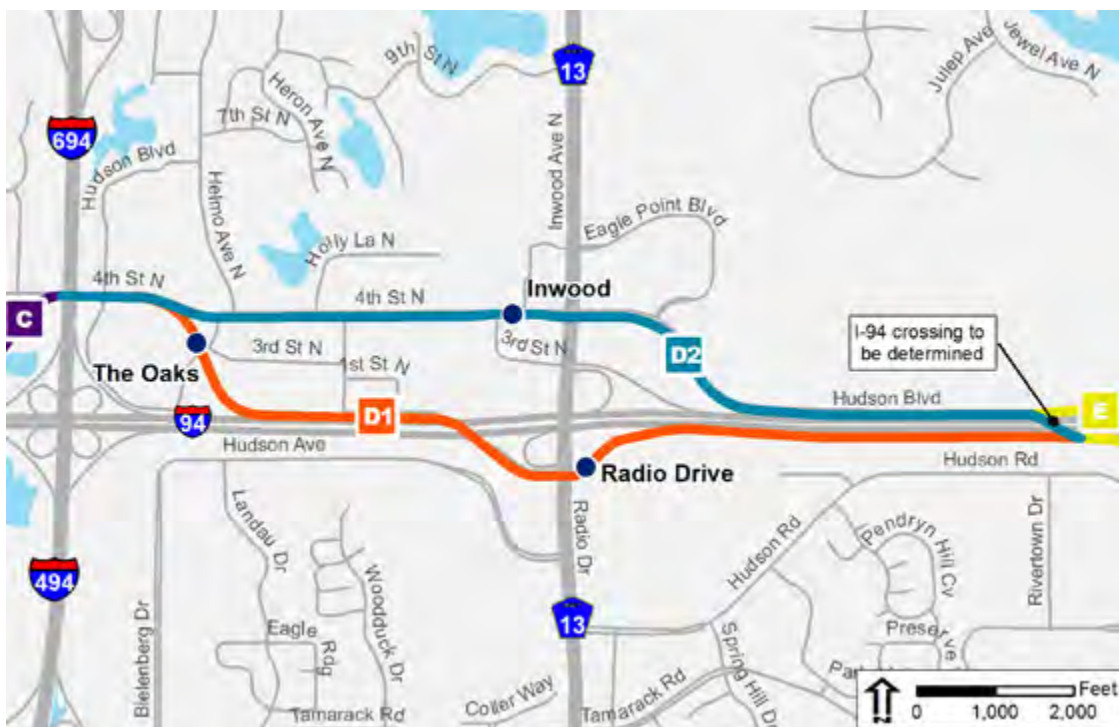 694
13
9th St N
Heron Ave N
7th St N
Hudson Blvd
Helmo Ave N
Inwood Ave N
Julep Ave
Jewel Ave N
Eagle Point Blvd
Holly La N
4th St N
4th St N
Inwood
C
3rd St N
3rd St N
1st St N
The Oaks
D2
I-94 crossing to
be determined
94
D1
Hudson Blvd
E
Hudson Ave
Radio Drive
Hudson Rd
Landau Dr
Woodduck Dr
Radio Dr
Hudson Rd
Pendryn Hill Cv
Rivertown Dr
494
13
Bielenberg Dr
Eagle
Rdg
Preserve
Spring Hill Dr
Tamarack Rd
Coller Way
Tamarack Rd
Feet
0 1,000 2,000